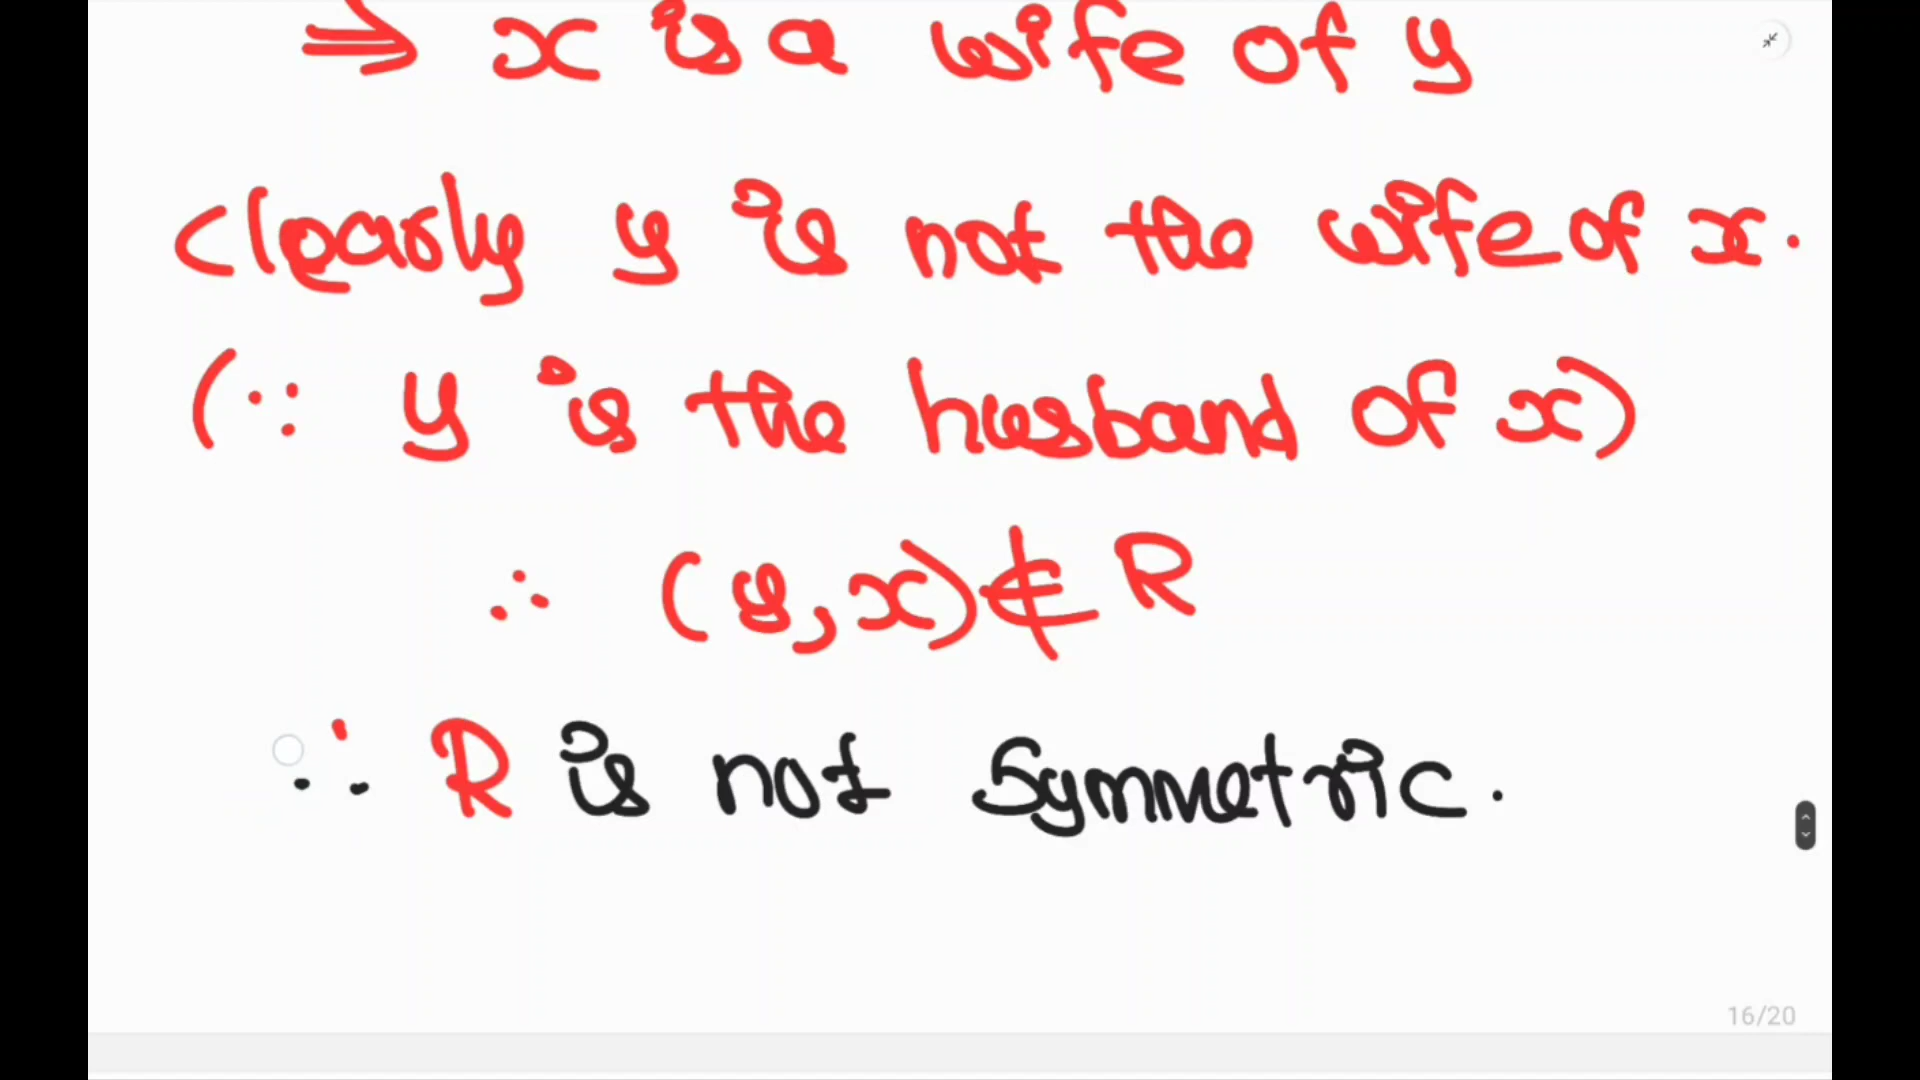 ⇒ x is a wife of y
Clearly y is not the wife of x.
(∵ y is the husband of x)
∴ (y,x) ∉ R
∴ R is not Symmetric.
16/20